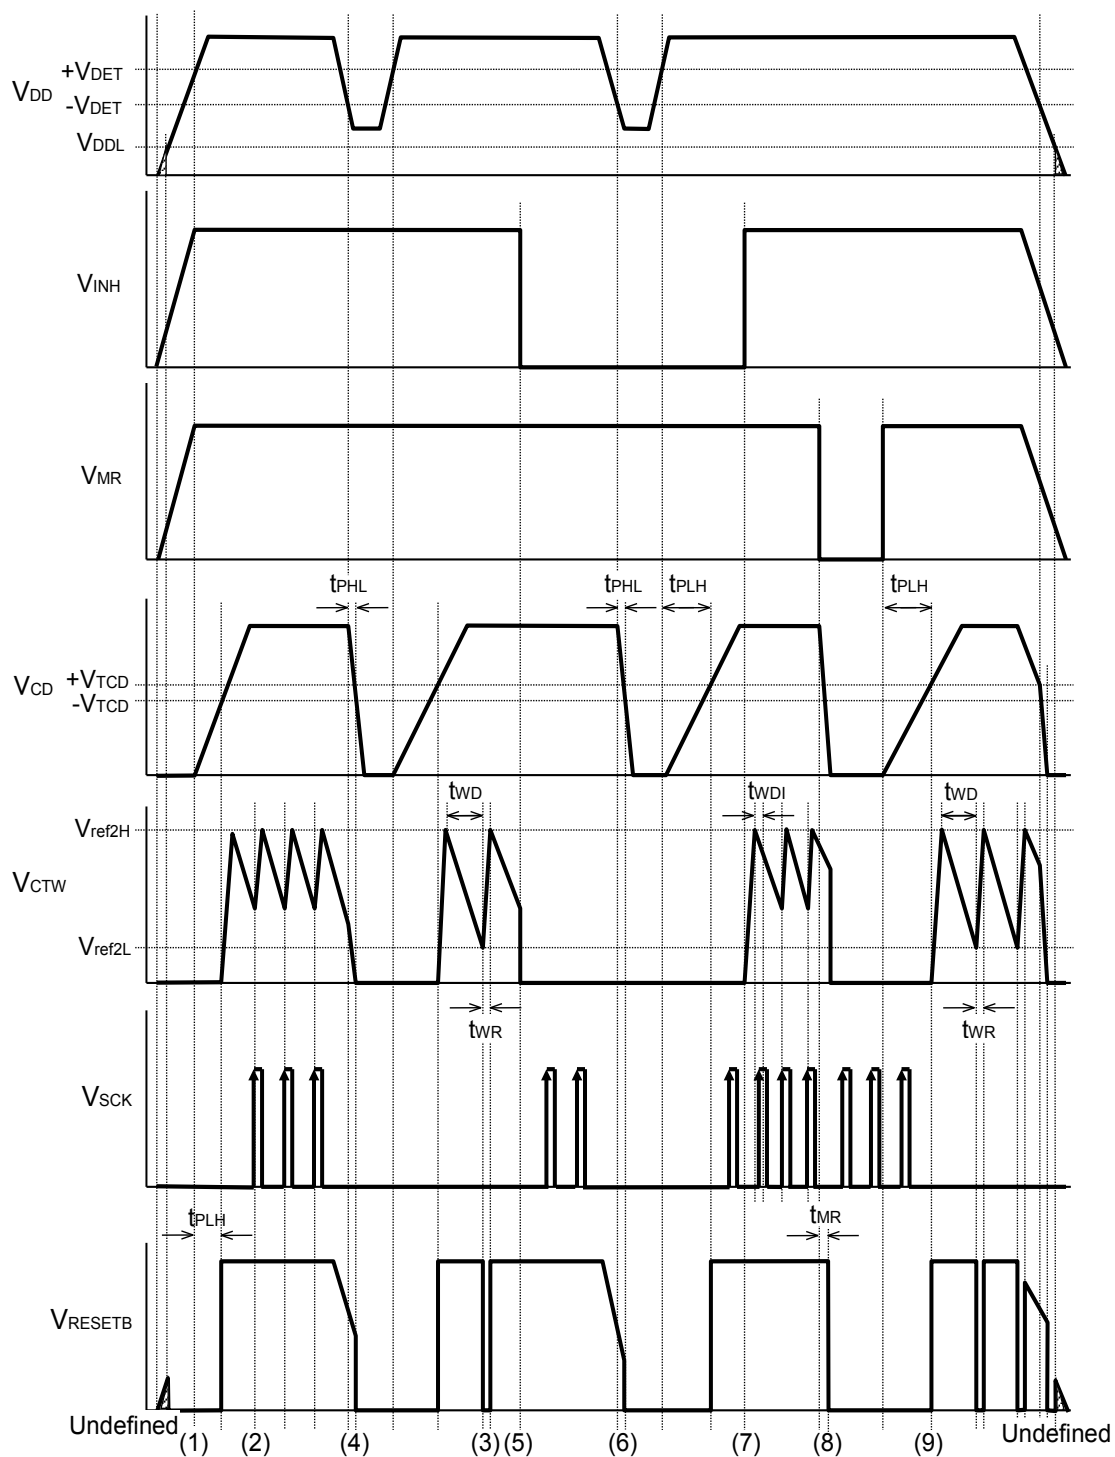 +VDET
VDD
-VDET
VDDL
VINH
VMR
tPHL
tPHL
tPLH
tPLH
VCD
+VTCD
-VTCD
tWD
tWDI
tWD
Vref2H
VCTW
Vref2L
tWR
tWR
VSCK
tPLH
tMR
VRESETB
Undefined
Undefined
(1) (2) (4) (3) (5) (6) (7) (8) (9)